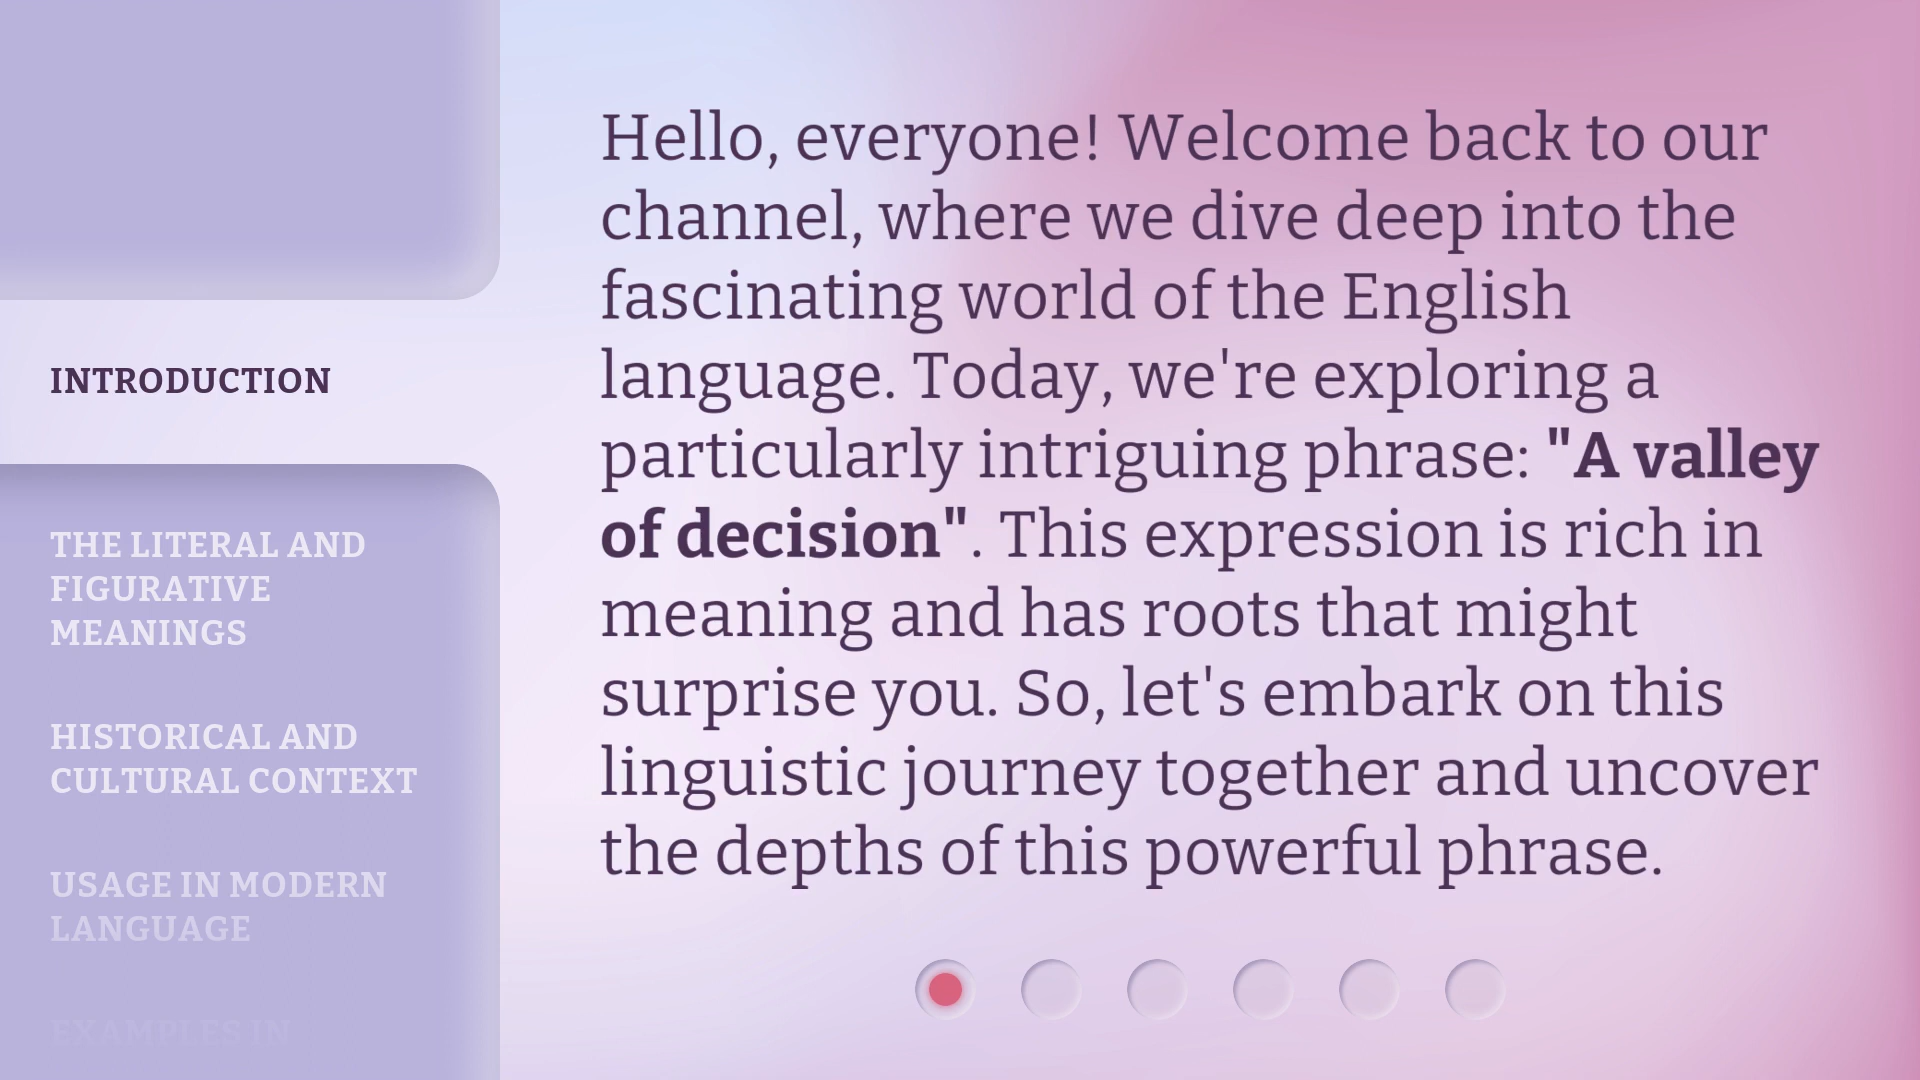 INTRODUCTION
THE LITERAL AND
FIGURATIVE
MEANINGS
HISTORICAL AND
CULTURAL CONTEXT
USAGE IN MODERN
LANGUAGE
EXAMPLES IN
Hello, everyone! Welcome back to our
channel, where we dive deep into the
fascinating world of the English
language. Today, we're exploring a
particularly intriguing phrase: "A valley
of decision". This expression is rich in
meaning and has roots that might
surprise you. So, let's embark on this
linguistic journey together and uncover
the depths of this powerful phrase.